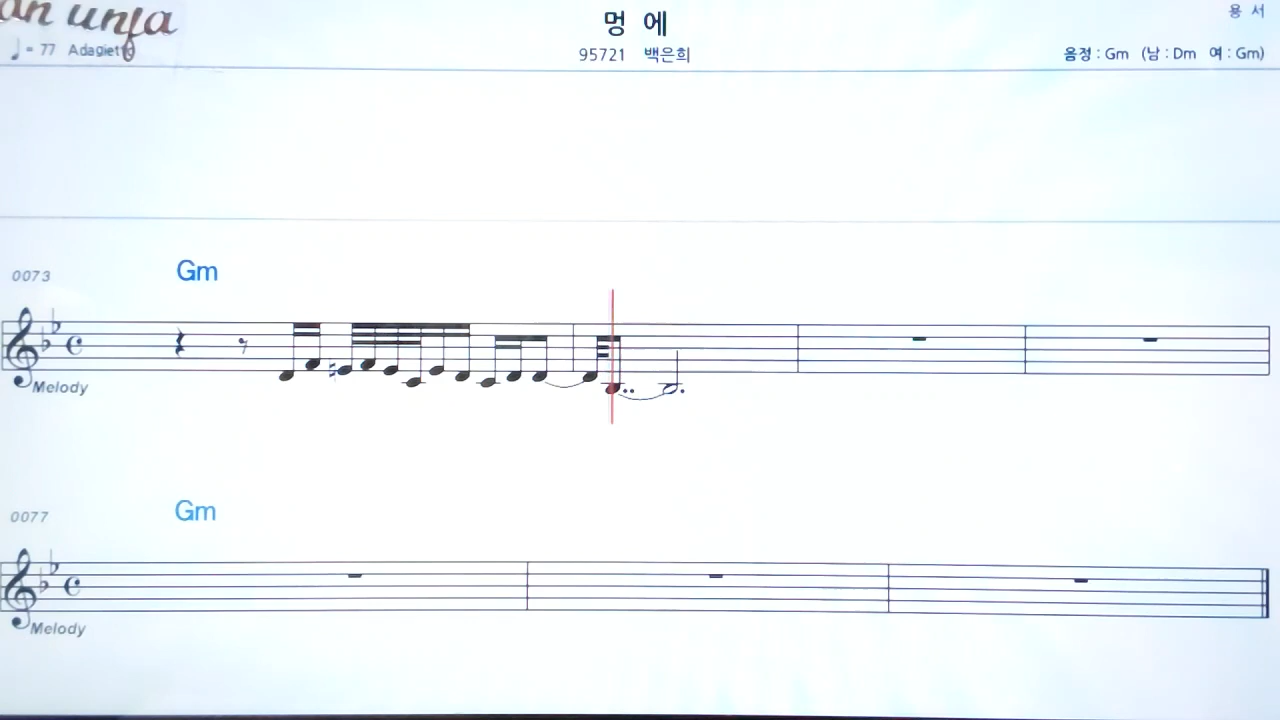 an unfa
멍 에
용 서
♩= 77 Adagietto
95721 백은희
음정 : Gm (남 : Dm 여 : Gm)
0073
Gm
Melody
0077
Gm
Melody